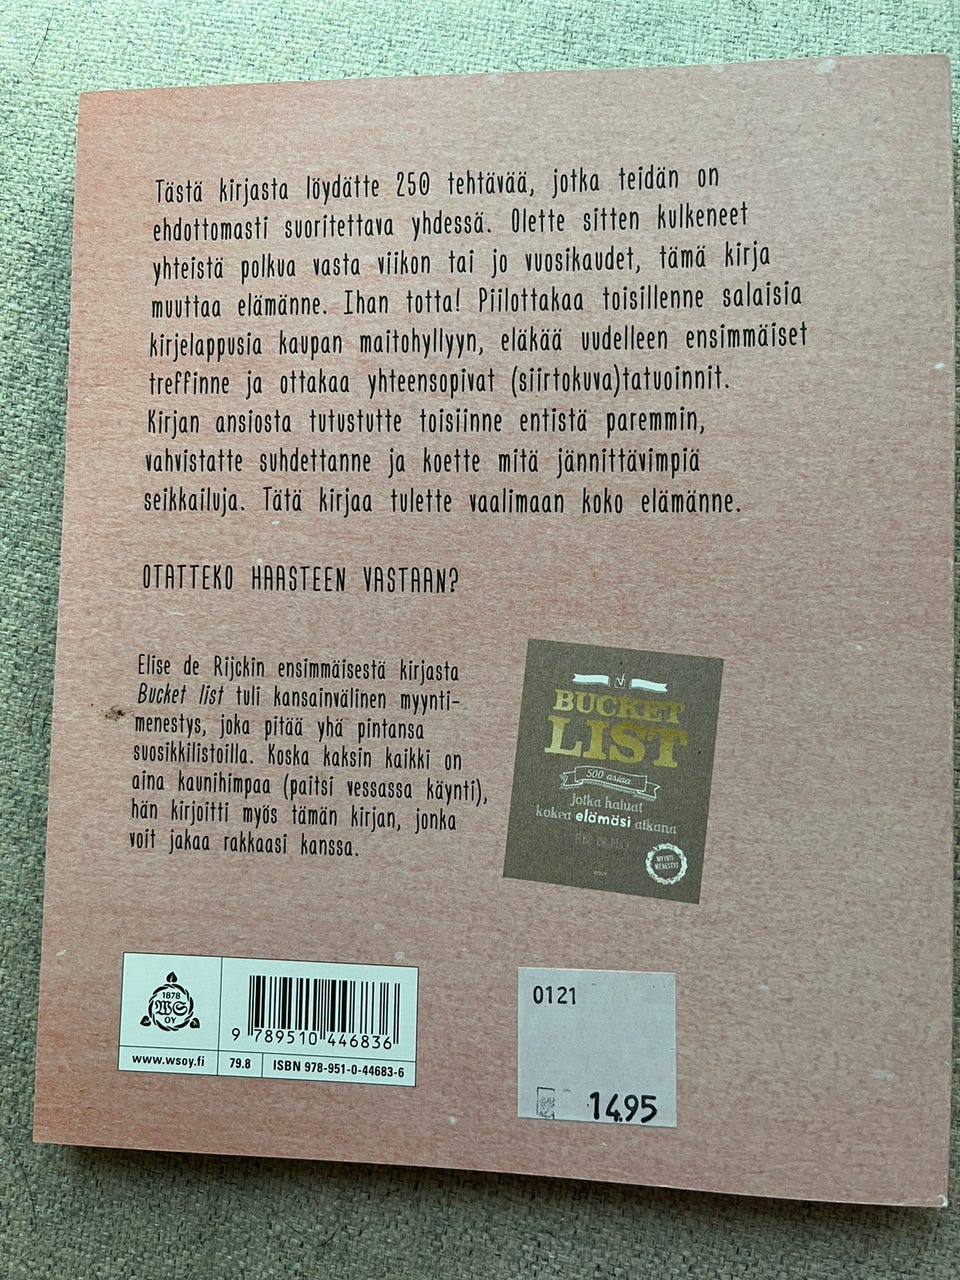 Tästä kirjasta löydätte 250 tehtävää, jotka teidän on
ehdottomasti suoritettava yhdessä. Olette sitten kulkeneet
yhteistä polkua vasta viikon tai jo vuosikaudet, tämä kirja
muuttaa elämänne. Ihan totta! Piilottakaa toisillenne salaisia
kirjelappusia kaupan maitohyllyyn, eläkää uudelleen ensimmäiset
treffinne ja ottakaa yhteensopivat (siirtokuva)tatuoinnit.
Kirjan ansiosta tutustutte toisiinne entistä paremmin,
vahvistatte suhdettanne ja koette mitä jännittävimpiä
seikkailuja. Tätä kirjaa tulette vaalimaan koko elämänne.
OTATTEKO HAASTEEN VASTAAN?
Elise de Rijckin ensimmäisestä kirjasta
Bucket list tuli kansainvälinen myynti-
menestys, joka pitää yhä pintansa
suosikkilistoilla. Koska kaksin kaikki on
aina kaunihimpaa (paitsi vessassa käynti),
hän kirjoitti myös tämän kirjan, jonka
voit jakaa rakkaasi kanssa.
BUCKET
LIST
500 asiaa
jotka haluat
kokea elämäsi aikana
MYYNTI-
MENESTYS
1878
WS
OY
9 789510 446836
www.wsoy.fi
79.8
ISBN 978-951-0-44683-6
0121
14.95